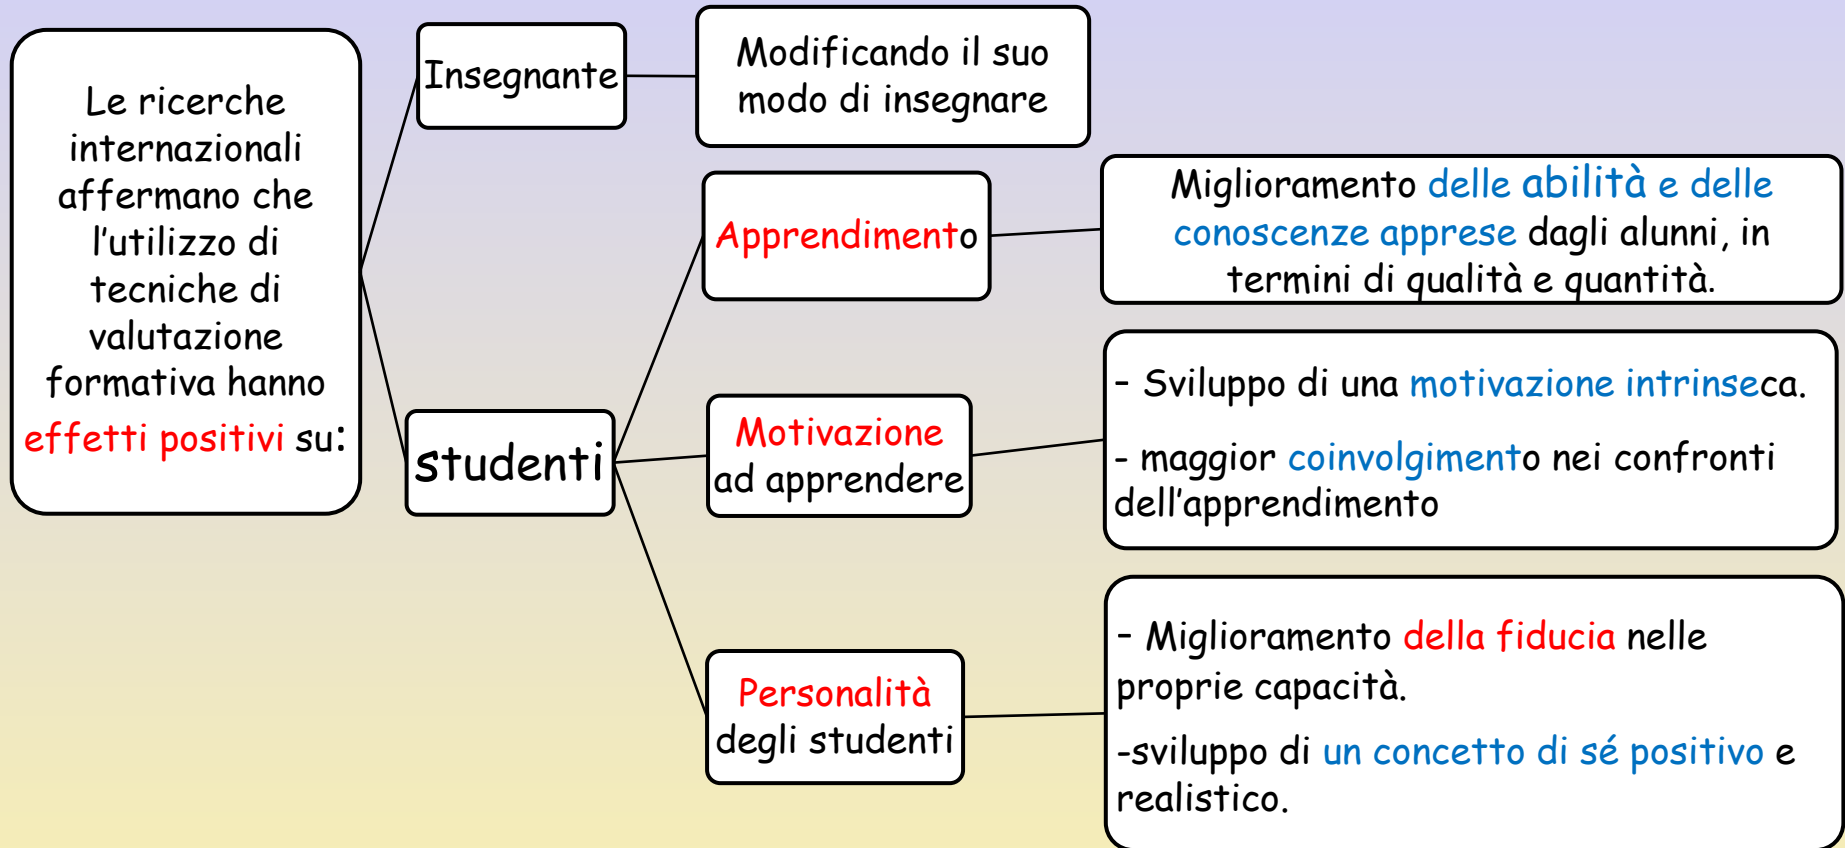 Le ricerche
internazionali
affermano che
l'utilizzo di
tecniche di
valutazione
formativa hanno
effetti positivi su:
Insegnante
Modificando il suo
modo di insegnare
studenti
Apprendimento
Miglioramento delle abilità e delle
conoscenze apprese dagli alunni, in
termini di qualità e quantità.
Motivazione
ad apprendere
- Sviluppo di una motivazione intrinseca.
- maggior coinvolgimento nei confronti
dell'apprendimento
Personalità
degli studenti
- Miglioramento della fiducia nelle
proprie capacità.
-sviluppo di un concetto di sé positivo e
realistico.